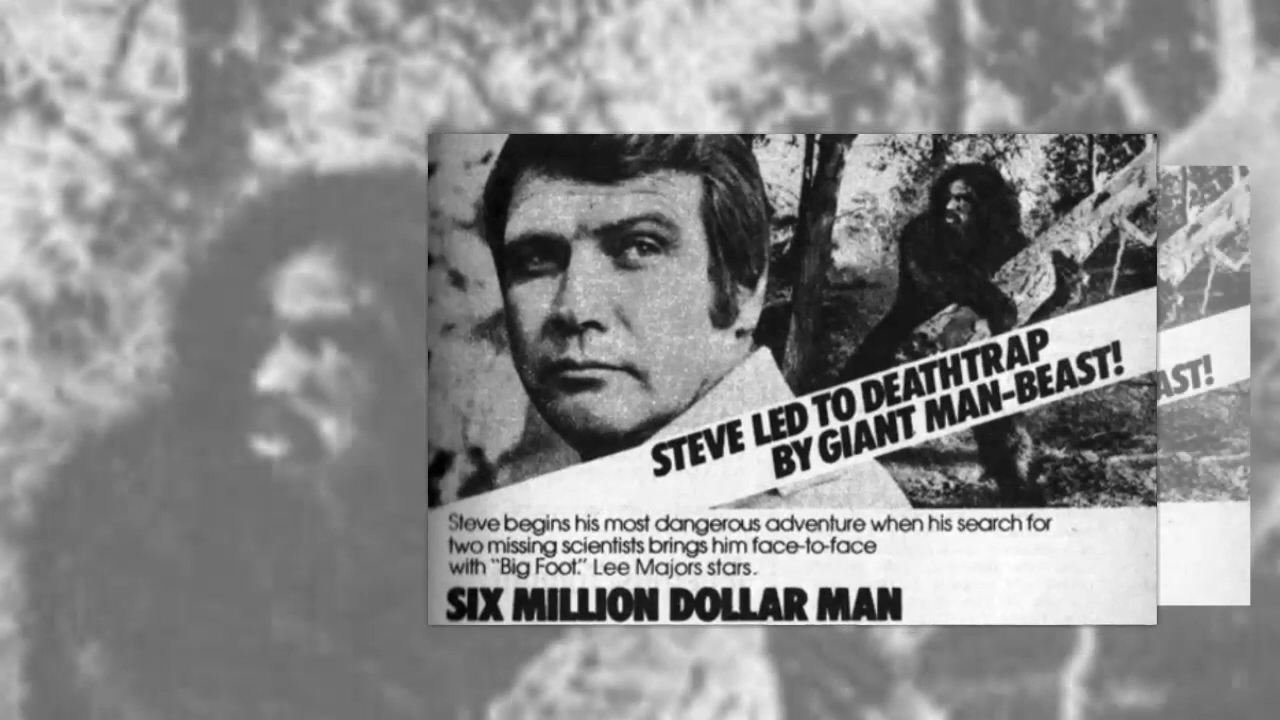 STEVE LED TO DEATHTRAP
BY GIANT MAN-BEAST!
AST!
Steve begins his most dangerous adventure when his search for
two missing scientists brings him face-to-face
with “Big Foot.” Lee Majors stars.
SIX MILLION DOLLAR MAN